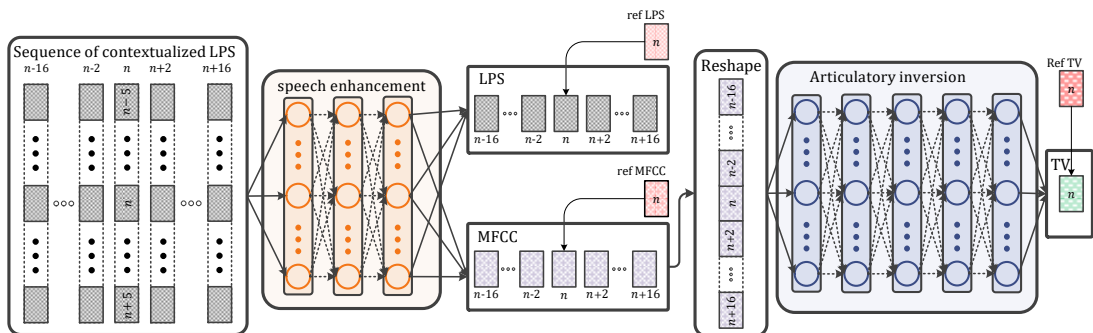 Sequence of contextualized LPS
n-16 n-2 n n+2 n+16
n− 5
n
n+ 5
speech enhancement
ref LPS
n
LPS
n-16 n-2 n n+2 n+16
ref MFCC
n
MFCC
n-16 n-2 n n+2 n+16
Reshape
n-16
n-2
n
n+2
n+16
Articulatory inversion
Ref TV
n
TV
n